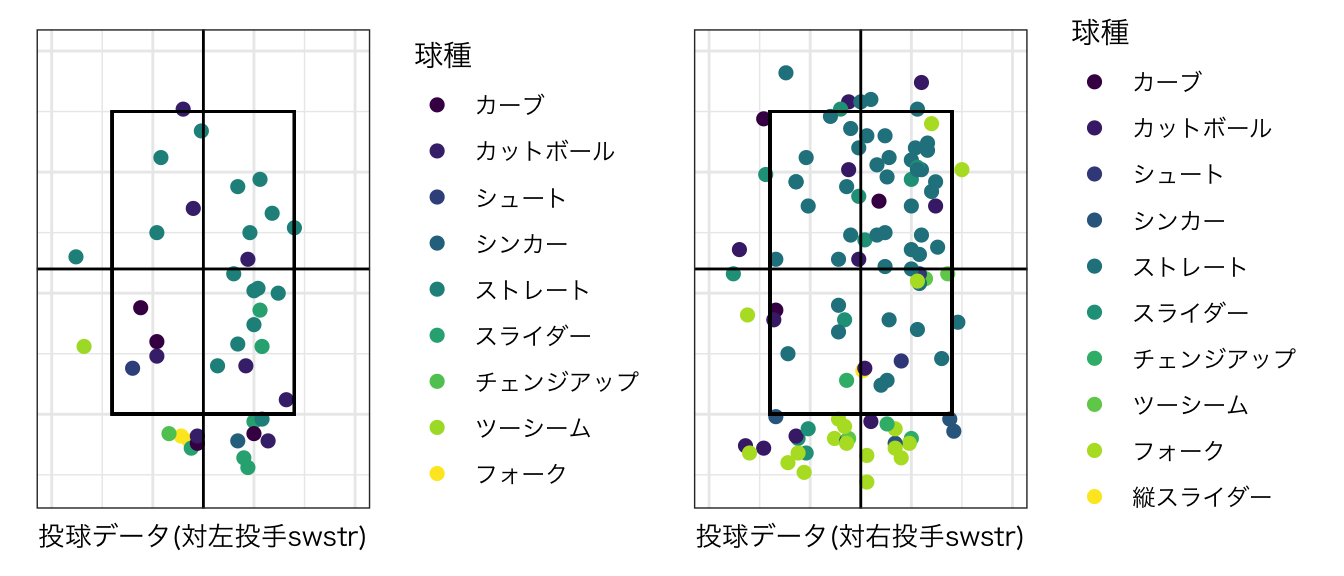 球種
カーブ
カットボール
シュート
シンカー
ストレート
スライダー
チェンジアップ
ツーシーム
フォーク
投球データ(対左投手swstr)
球種
カーブ
カットボール
シュート
シンカー
ストレート
スライダー
チェンジアップ
ツーシーム
フォーク
縦スライダー
投球データ(対右投手swstr)